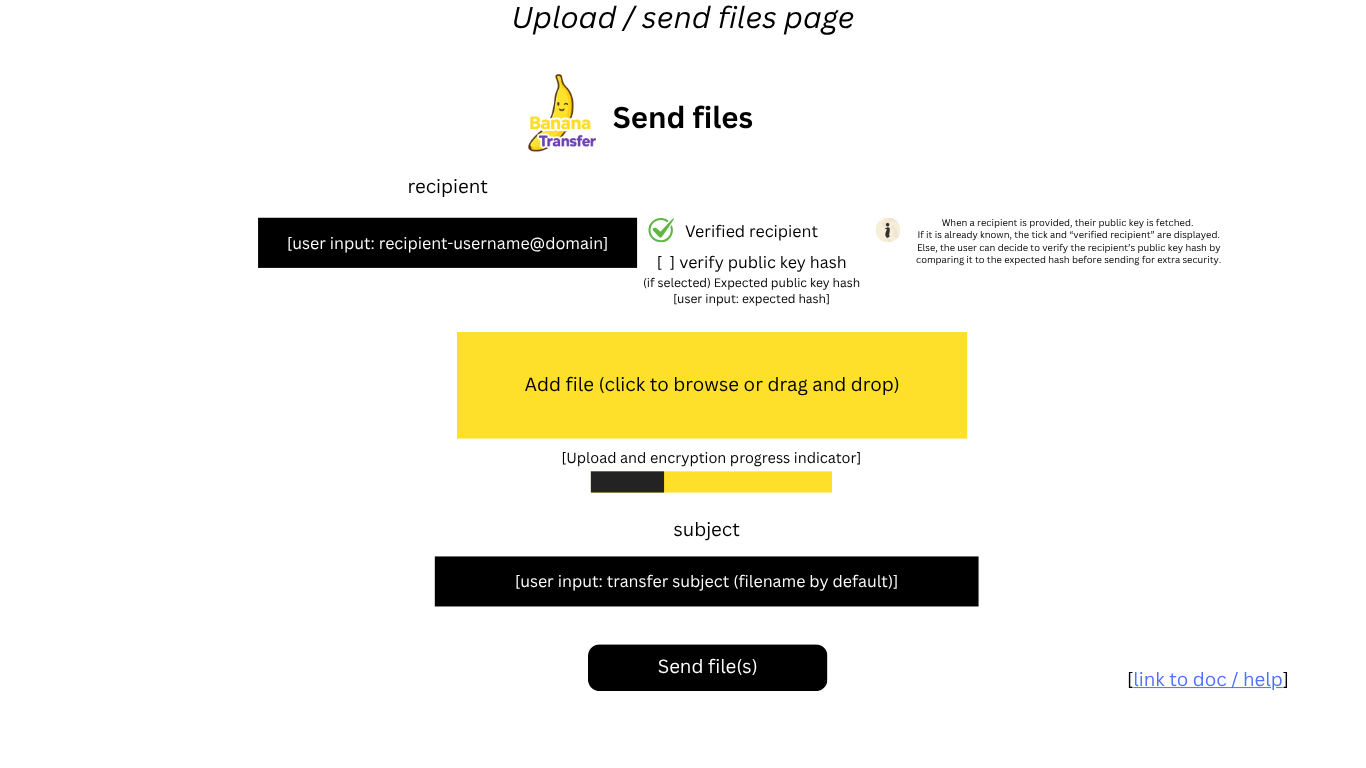 Upload / send files page
Banana
Transfer
Send files
recipient
[user input: recipient-username@domain]
Verified recipient
[ ] verify public key hash
(if selected) Expected public key hash
[user input: expected hash]
i
When a recipient is provided, their public key is fetched.
If it is already known, the tick and “verified recipient” are displayed.
Else, the user can decide to verify the recipient's public key hash by
comparing it to the expected hash before sending for extra security.
Add file (click to browse or drag and drop)
[Upload and encryption progress indicator]
subject
[user input: transfer subject (filename by default)]
Send file(s)
[link to doc / help]